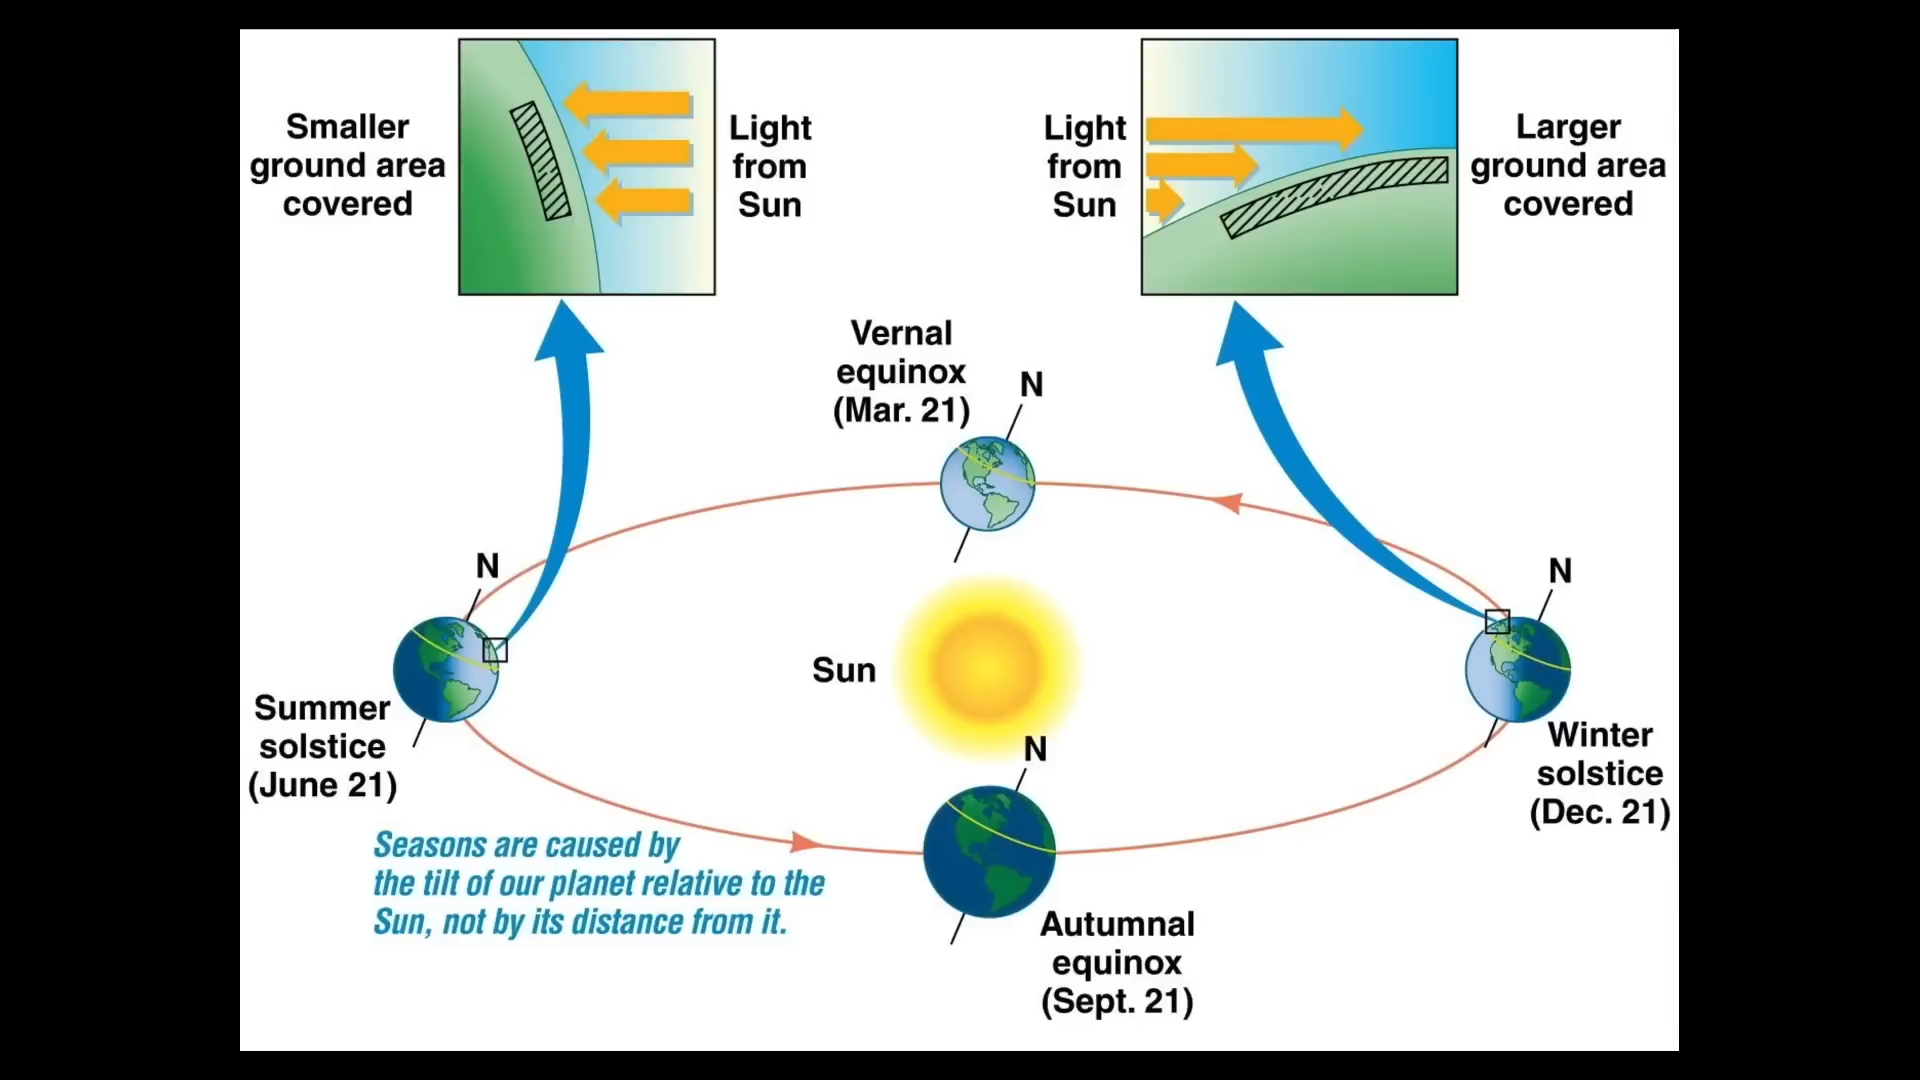 Smaller
ground area
covered
Light
from
Sun
Light
from
Sun
Larger
ground area
covered
Vernal
equinox
(Mar. 21)
N
N
N
Sun
Summer
solstice
(June 21)
N
Winter
solstice
(Dec. 21)
Seasons are caused by
the tilt of our planet relative to the
Sun, not by its distance from it.
Autumnal
equinox
(Sept. 21)